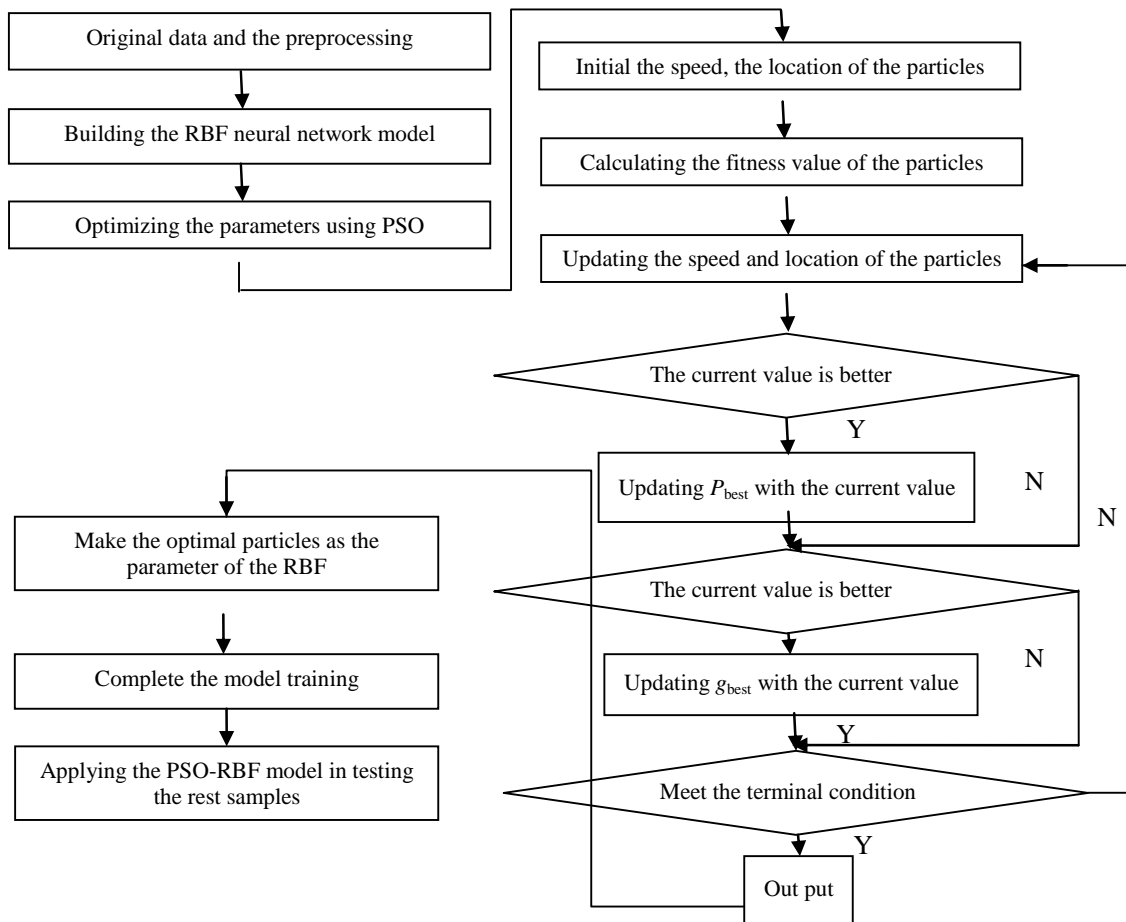 Original data and the preprocessing
Building the RBF neural network model
Optimizing the parameters using PSO
Initial the speed, the location of the particles
Calculating the fitness value of the particles
Updating the speed and location of the particles
The current value is better
Y
N
N
Updating Pbest with the current value
The current value is better
N
Updating gbest with the current value
Y
Meet the terminal condition
Y
Out put
Make the optimal particles as the
parameter of the RBF
Complete the model training
Applying the PSO-RBF model in testing
the rest samples